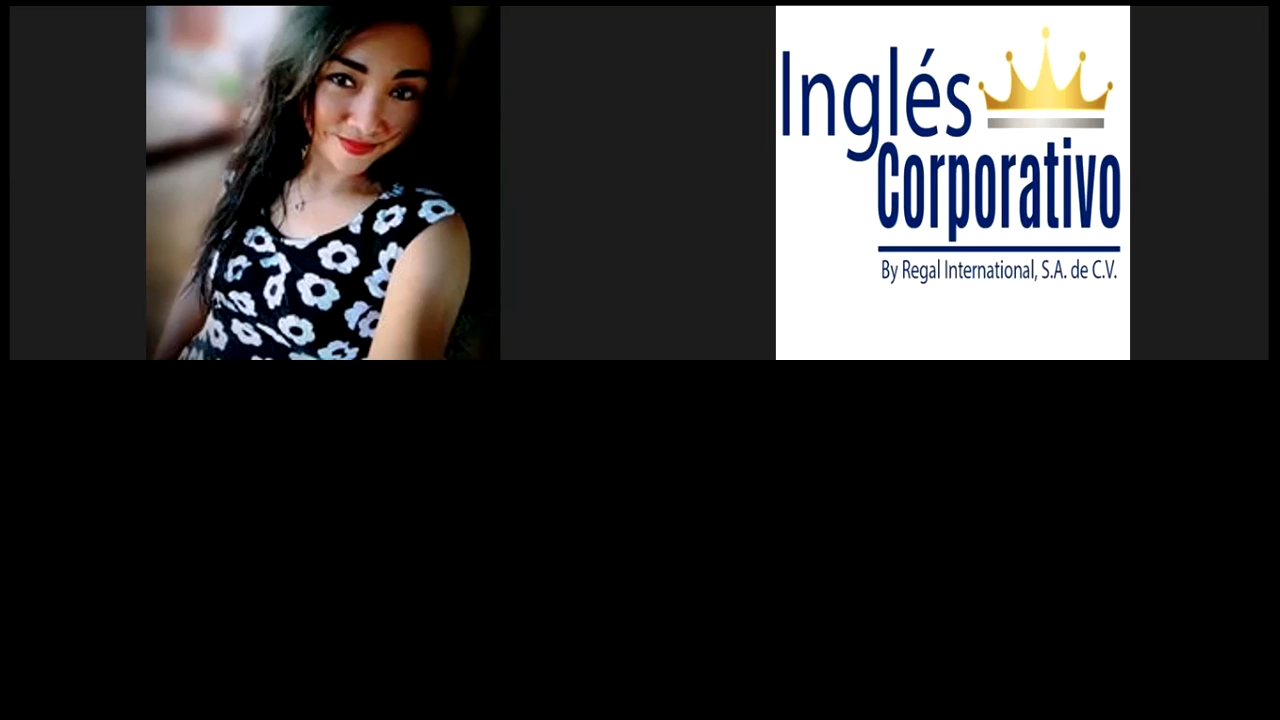 Inglés
Corporativo
By Regal International, S.A. de C.V.